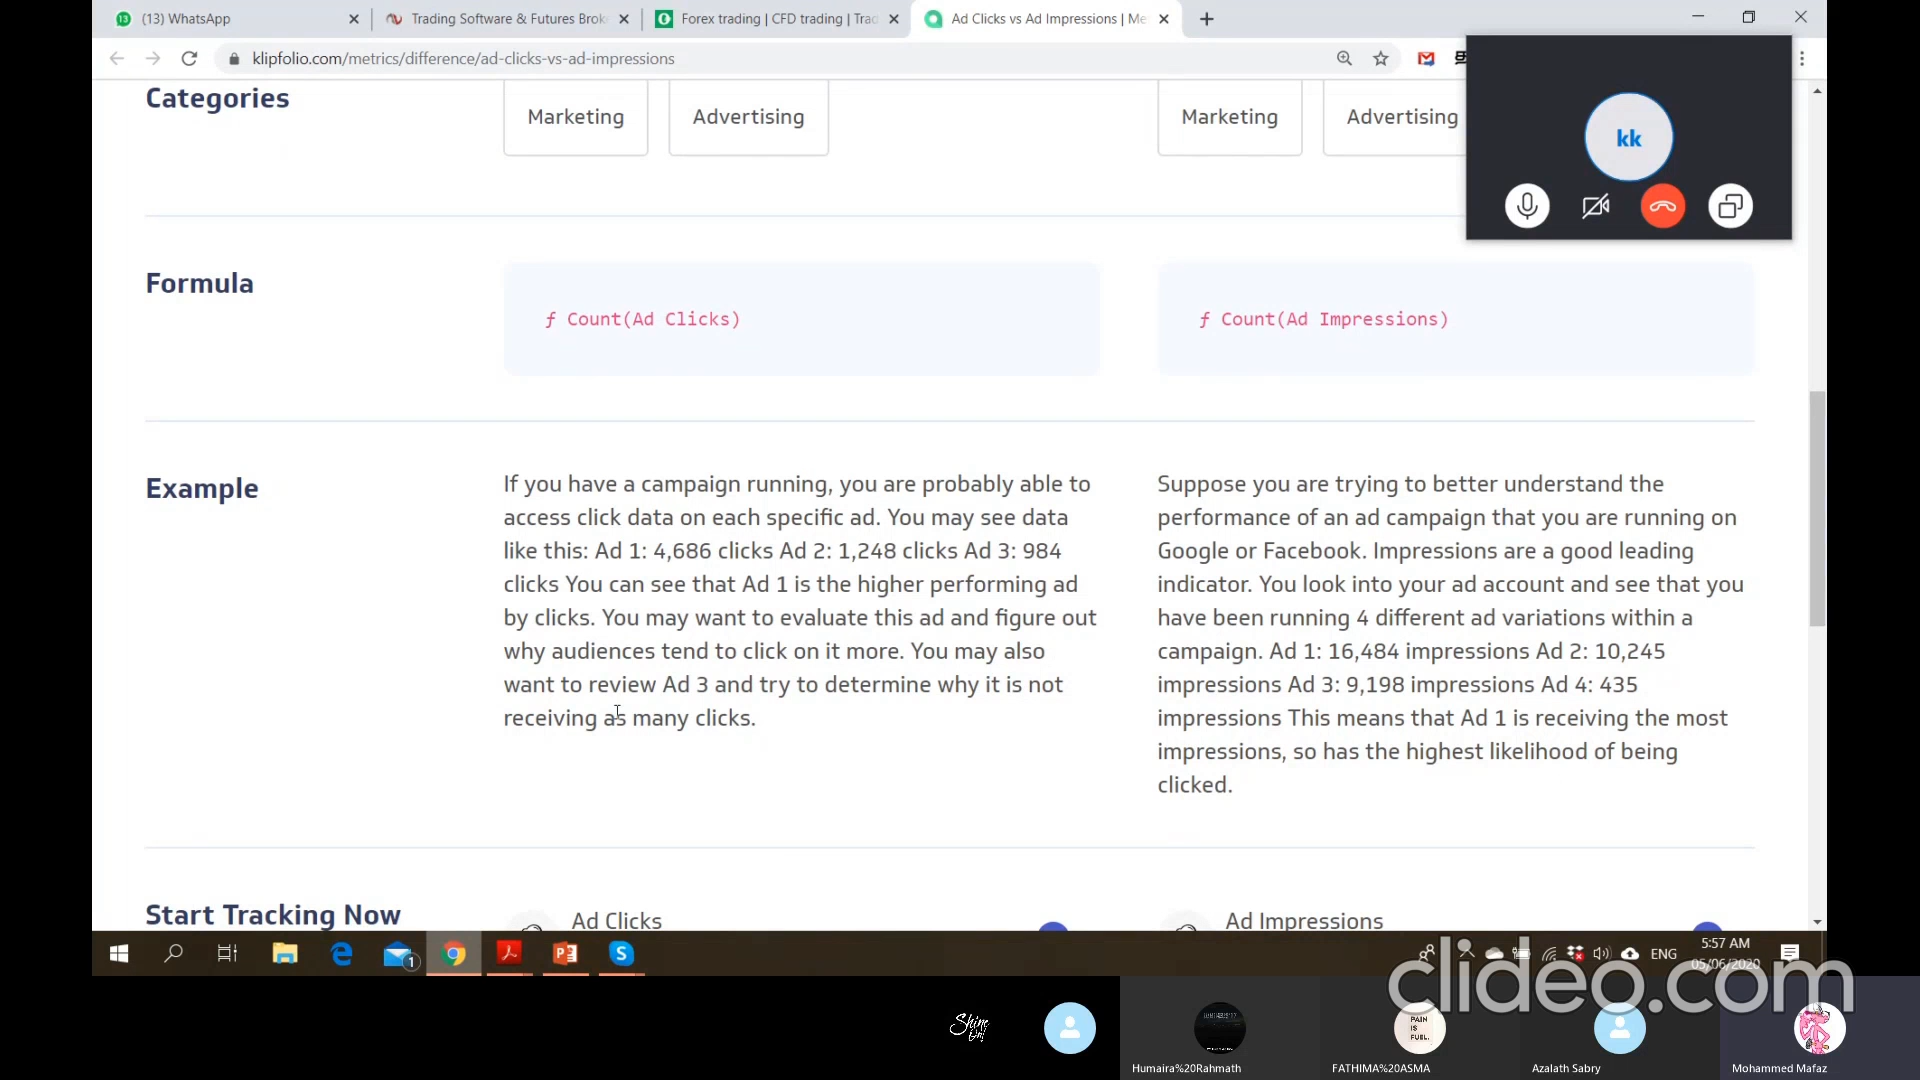 (13) WhatsApp
Trading Software & Futures Brok
Forex trading | CFD trading | Trad
Ad Clicks vs Ad Impressions | Me
klipfolio.com/metrics/difference/ad-clicks-vs-ad-impressions
Categories
Marketing
Advertising
Marketing
Advertising
kk
Formula
ƒ Count(Ad Clicks)
ƒ Count(Ad Impressions)
Example
If you have a campaign running, you are probably able to
access click data on each specific ad. You may see data
like this: Ad 1: 4,686 clicks Ad 2: 1,248 clicks Ad 3: 984
clicks You can see that Ad 1 is the higher performing ad
by clicks. You may want to evaluate this ad and figure out
why audiences tend to click on it more. You may also
want to review Ad 3 and try to determine why it is not
receiving as many clicks.
Suppose you are trying to better understand the
performance of an ad campaign that you are running on
Google or Facebook. Impressions are a good leading
indicator. You look into your ad account and see that you
have been running 4 different ad variations within a
campaign. Ad 1: 16,484 impressions Ad 2: 10,245
impressions Ad 3: 9,198 impressions Ad 4: 435
impressions This means that Ad 1 is receiving the most
impressions, so has the highest likelihood of being
clicked.
Start Tracking Now
Ad Clicks
Ad Impressions
1
ENG
5:57 AM
05/06/2020
clideo.com
Shine
PAIN
IS
FUEL.
Humaira%20Rahmath
FATHIMA%20ASMA
Azalath Sabry
Mohammed Mafaz